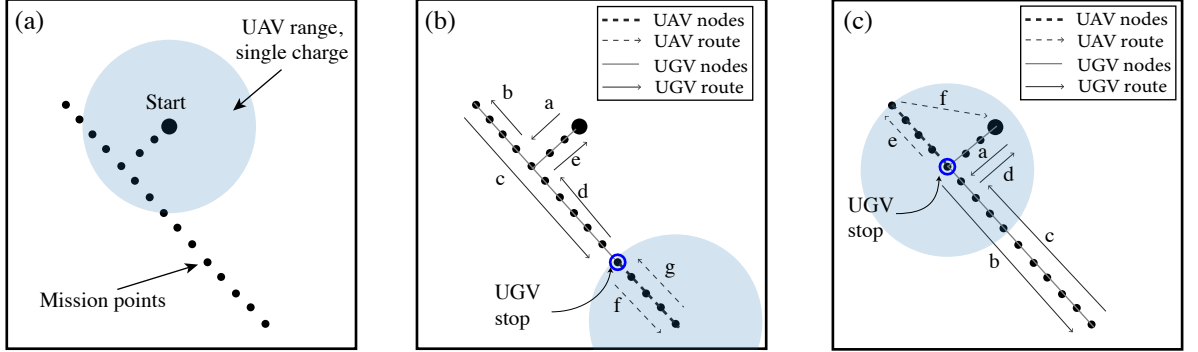 (a)
UAV range,
single charge
Start
Mission points
(b)
UAV nodes
UAV route
UGV nodes
UGV route
a
b
c
d
e
f
g
UGV
stop
(c)
UAV nodes
UAV route
UGV nodes
UGV route
f
e
a
d
UGV
stop
c
b